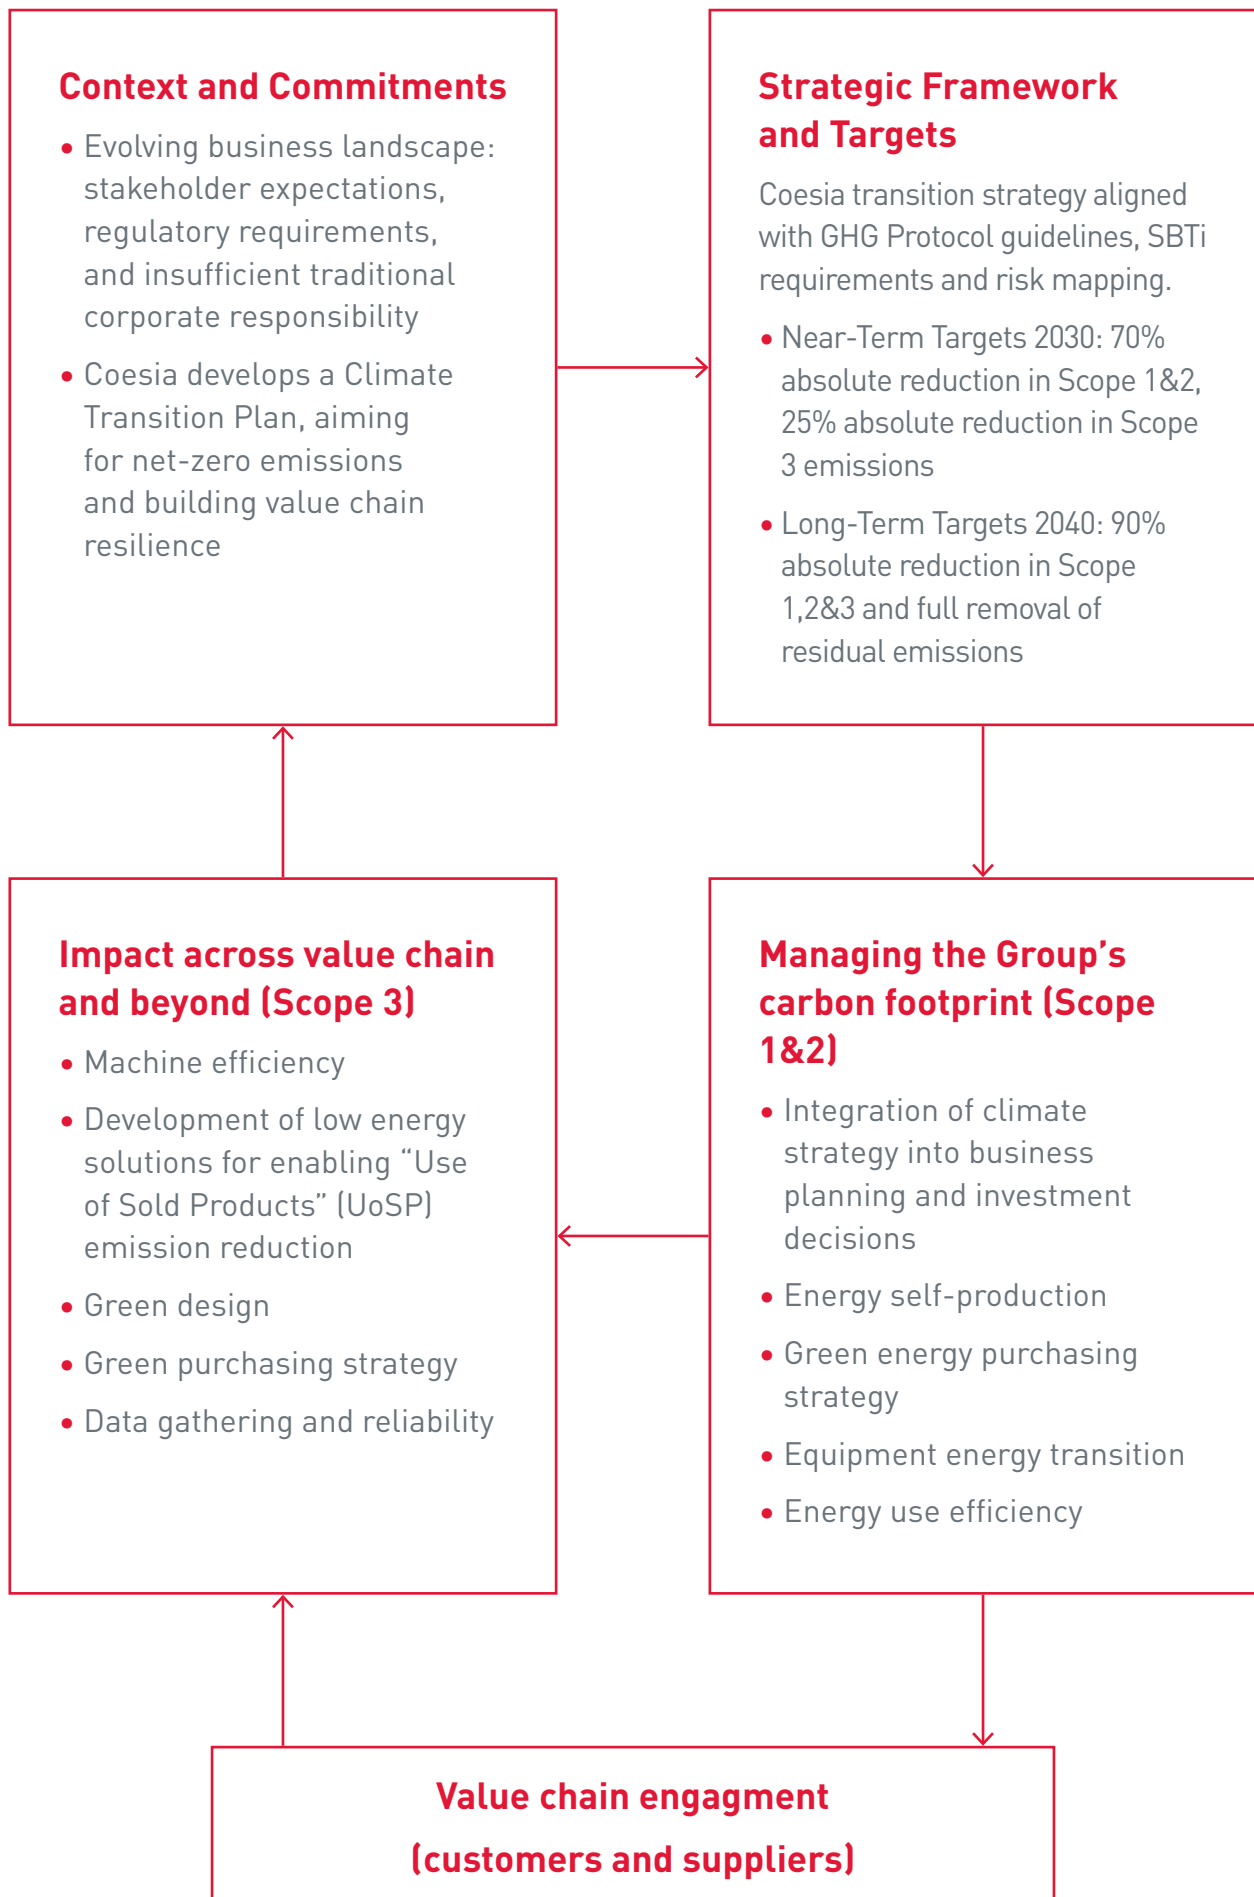 Context and Commitments
• Evolving business landscape:
stakeholder expectations,
regulatory requirements,
and insufficient traditional
corporate responsibility
• Coesia develops a Climate
Transition Plan, aiming
for net-zero emissions
and building value chain
resilience
Strategic Framework
and Targets
Coesia transition strategy aligned
with GHG Protocol guidelines, SBTi
requirements and risk mapping.
• Near-Term Targets 2030: 70%
absolute reduction in Scope 1&2,
25% absolute reduction in Scope
3 emissions
• Long-Term Targets 2040: 90%
absolute reduction in Scope
1,2&3 and full removal of
residual emissions
Impact across value chain
and beyond (Scope 3)
• Machine efficiency
• Development of low energy
solutions for enabling “Use
of Sold Products” (UoSP)
emission reduction
• Green design
• Green purchasing strategy
• Data gathering and reliability
Managing the Group’s
carbon footprint (Scope
1&2)
• Integration of climate
strategy into business
planning and investment
decisions
• Energy self-production
• Green energy purchasing
strategy
• Equipment energy transition
• Energy use efficiency
Value chain engagment
(customers and suppliers)